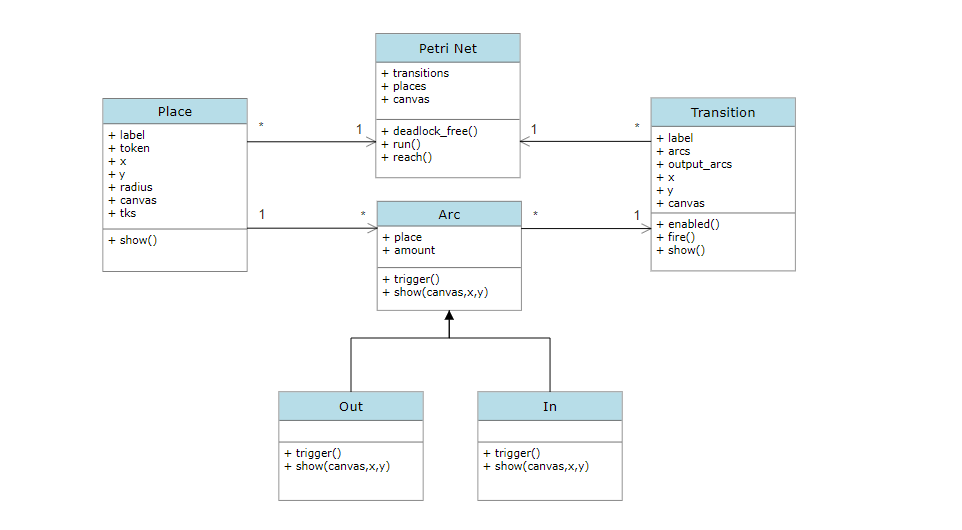 Petri Net
+ transitions
+ places
+ canvas
+ deadlock_free()
+ run()
+ reach()
Place
+ label
+ token
+ x
+ y
+ radius
+ canvas
+ tks
+ show()
* 1
1 *
Transition
+ label
+ arcs
+ output_arcs
+ x
+ y
+ canvas
+ enabled()
+ fire()
+ show()
1 *
* 1
Arc
+ place
+ amount
+ trigger()
+ show(canvas,x,y)
Out
+ trigger()
+ show(canvas,x,y)
In
+ trigger()
+ show(canvas,x,y)